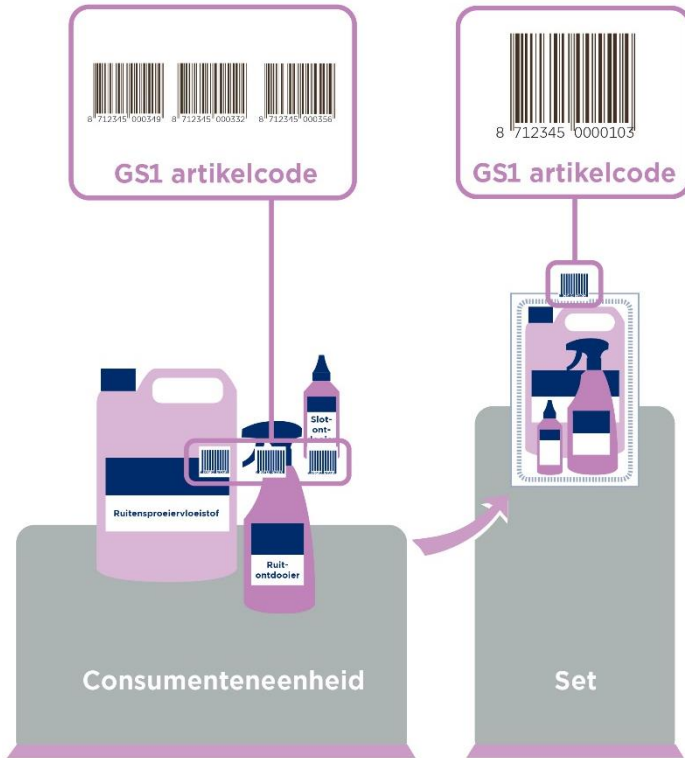 8 712345 000349
8 712345 000332
8 712345 000356
GS1 artikelcode
8 712345 0000103
GS1 artikelcode
Slot-
ont-
Ruitensproeiervloeistof
Ruit-
ontdooier
Consumenteneenheid
Set